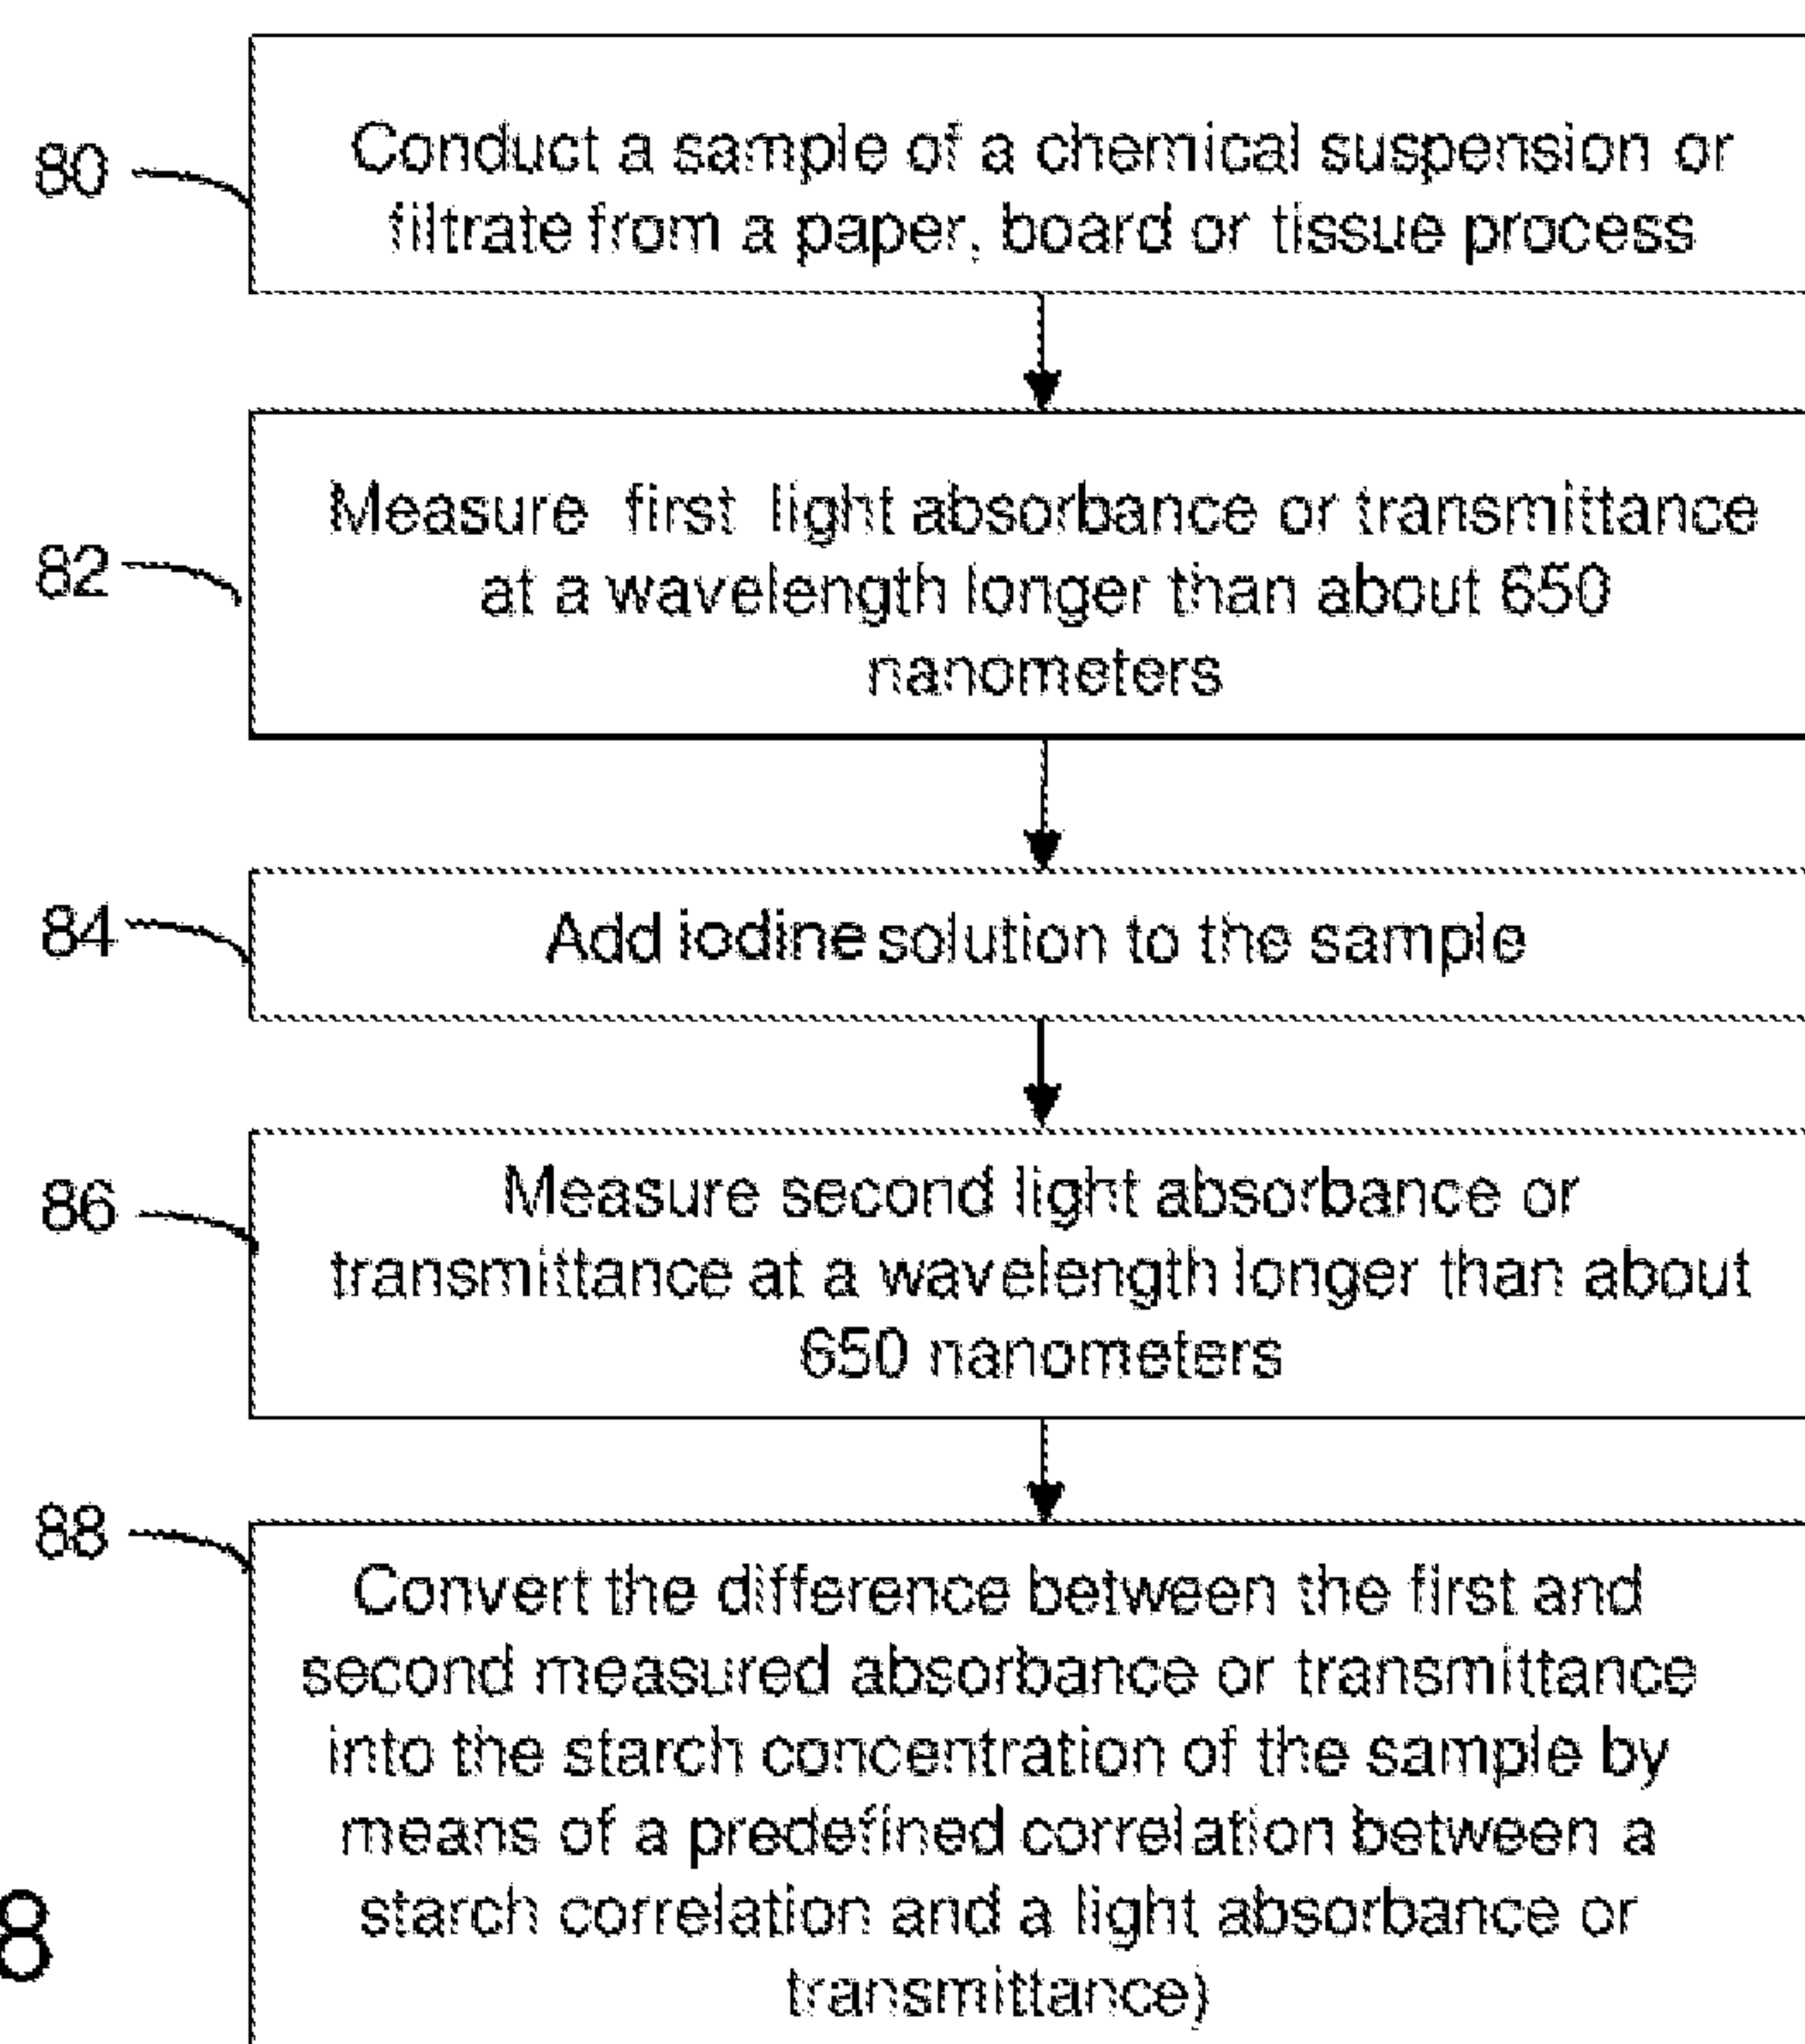 80
Conduct a sample of a chemical suspension or
filtrate from a paper, board or tissue process
82
Measure first light absorbance or transmittance
at a wavelength longer than about 650
nanometers
84
Add iodine solution to the sample
86
Measure second light absorbance or
transmittance at a wavelength longer than about
650 nanometers
88
Convert the difference between the first and
second measured absorbance or transmittance
into the starch concentration of the sample by
means of a predefined correlation between a
starch correlation and a light absorbance or
transmittance)
8